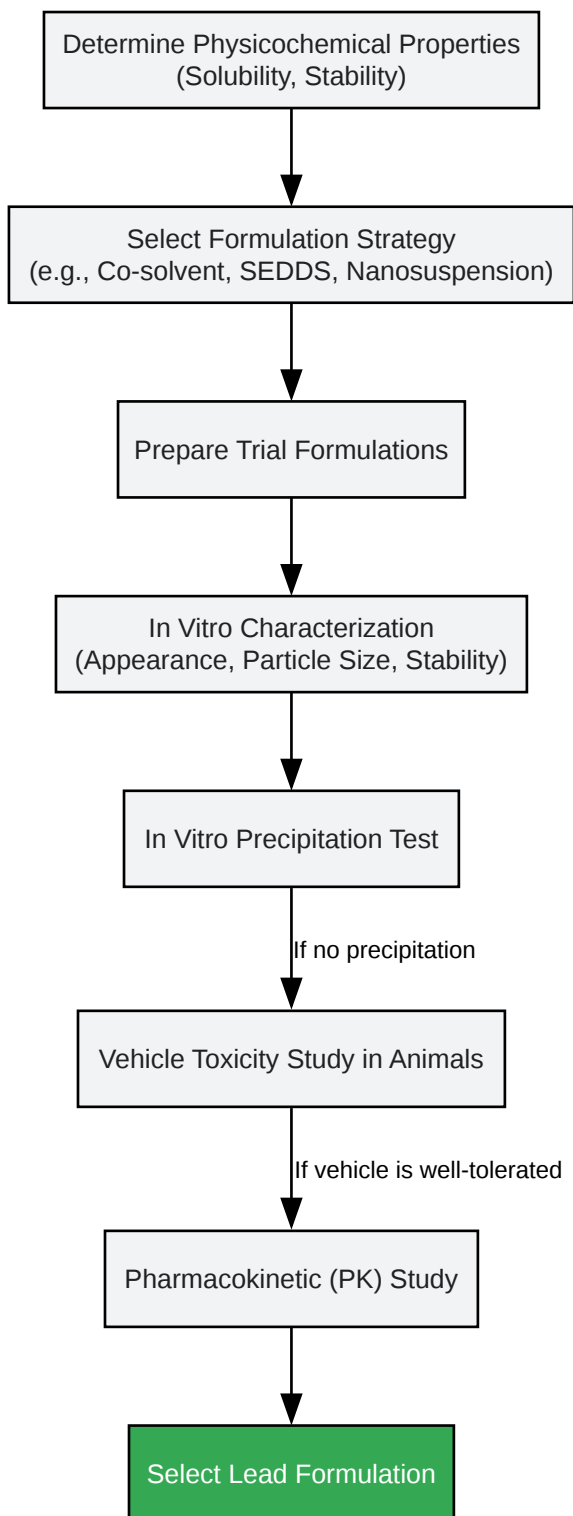 Determine Physicochemical Properties
(Solubility, Stability)
Select Formulation Strategy
(e.g., Co-solvent, SEDDS, Nanosuspension)
Prepare Trial Formulations
In Vitro Characterization
(Appearance, Particle Size, Stability)
In Vitro Precipitation Test
If no precipitation
Vehicle Toxicity Study in Animals
If vehicle is well-tolerated
Pharmacokinetic (PK) Study
Select Lead Formulation